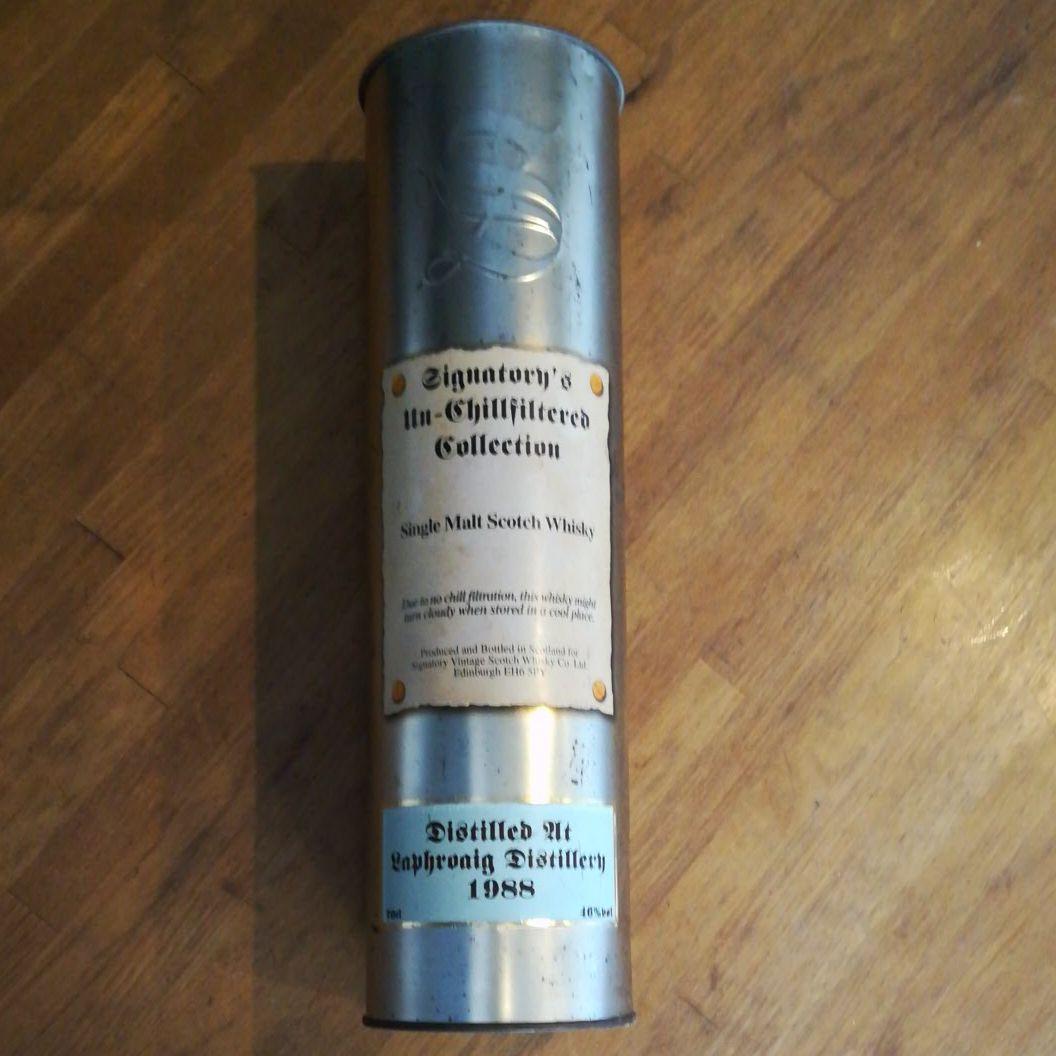 Signatory's
Un-Chillfiltered
Collection
Single Malt Scotch Whisky
Due to no chill filtration, this whisky might
turn cloudy when stored in a cool place.
Produced and Bottled in Scotland for
Signatory Vintage Scotch Whisky Co. Ltd.
Edinburgh EH6 5PY
Distilled At
Laphroaig Distillery
1988
70cl 46%vol